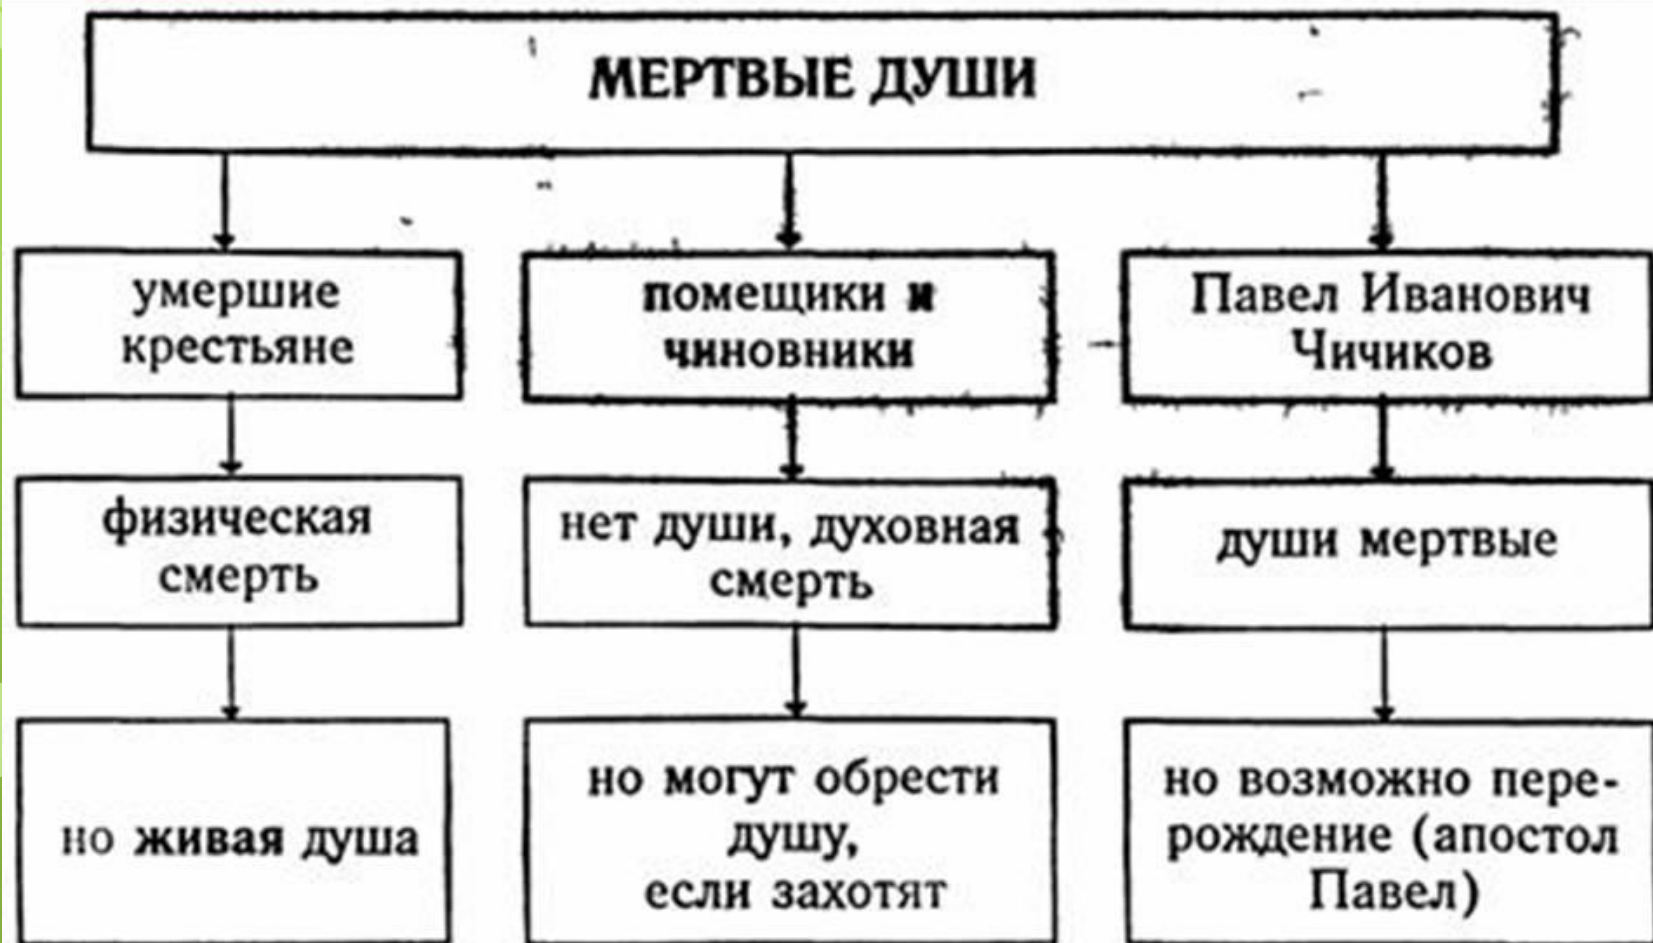 МЕРТВЫЕ ДУШИ
умершие
крестьяне
помещики и
чиновники
Павел Иванович
Чичиков
физическая
смерть
нет души, духовная
смерть
души мертвые
но живая душа
но могут обрести
душу,
если захотят
но возможно пере-
рождение (апостол
Павел)